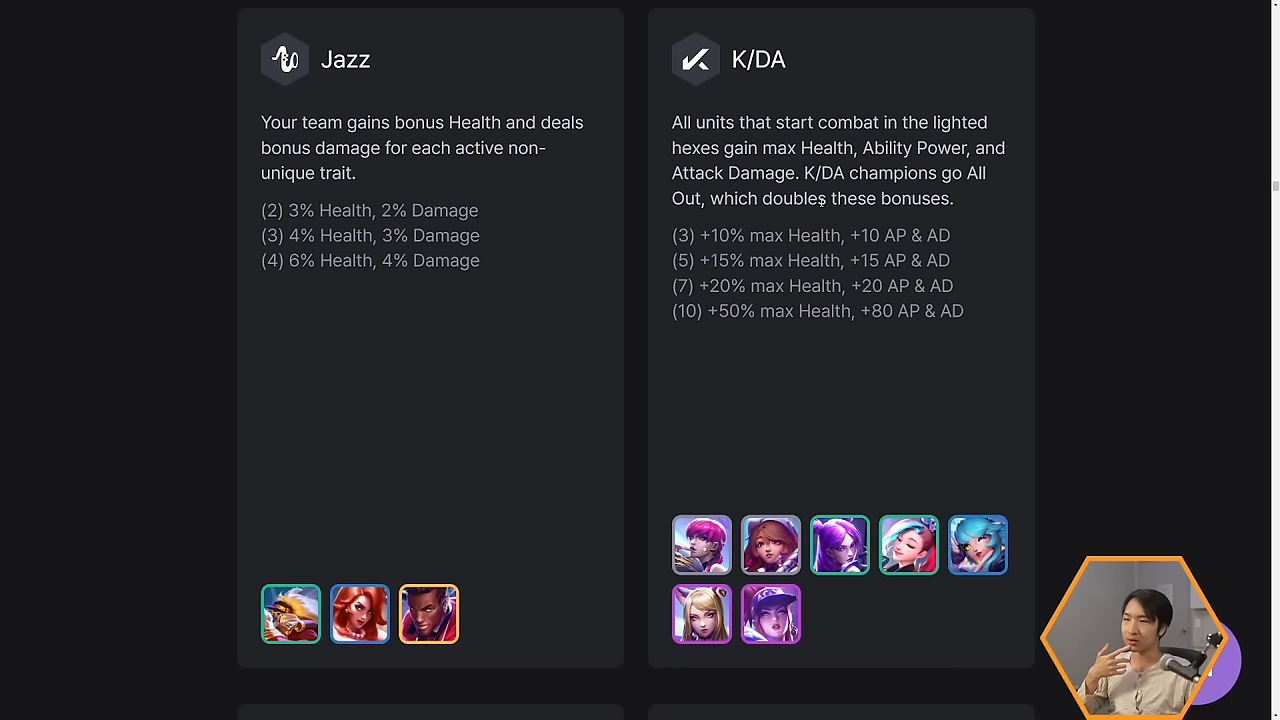 Jazz
Your team gains bonus Health and deals
bonus damage for each active non-
unique trait.
(2) 3% Health, 2% Damage
(3) 4% Health, 3% Damage
(4) 6% Health, 4% Damage
K/DA
All units that start combat in the lighted
hexes gain max Health, Ability Power, and
Attack Damage. K/DA champions go All
Out, which doubles these bonuses.
(3) +10% max Health, +10 AP & AD
(5) +15% max Health, +15 AP & AD
(7) +20% max Health, +20 AP & AD
(10) +50% max Health, +80 AP & AD